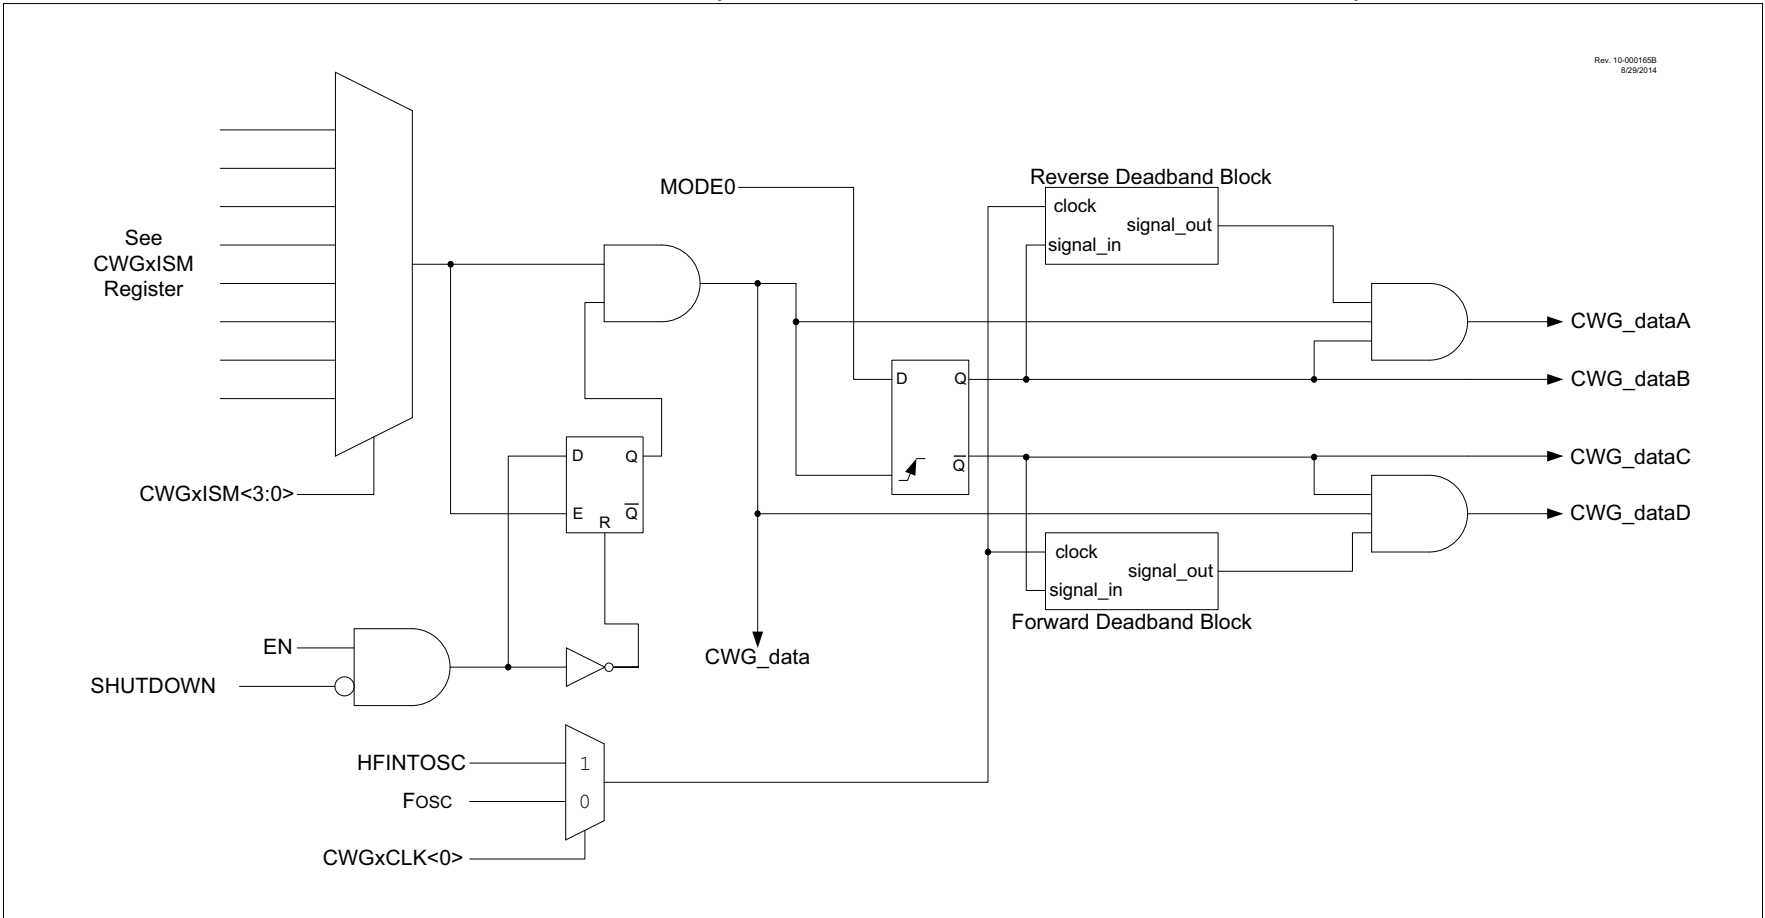 Rev. 10-000165B
8/29/2014
See
CWGxISM
Register
CWGxISM<3:0>
MODE0
Reverse Deadband Block
clock
signal_out
signal_in
D
Q
Q
CWG_dataA
CWG_dataB
CWG_dataC
CWG_dataD
D
Q
E
R
Q
clock
signal_out
signal_in
Forward Deadband Block
EN
SHUTDOWN
CWG_data
HFINTOSC
1
FOSC
0
CWGxCLK<0>